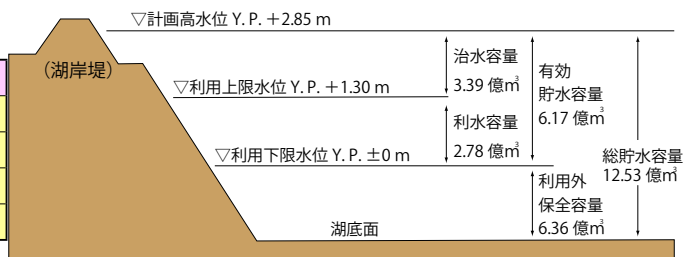 ▽計画高水位 Y. P. +2.85 m
(湖岸堤)
▽利用上限水位 Y. P. +1.30 m
▽利用下限水位 Y. P. ±0 m
湖底面
治水容量
3.39 億㎥
利水容量
2.78 億㎥
有効
貯水容量
6.17 億㎥
利用外
保全容量
6.36 億㎥
総貯水容量
12.53 億㎥